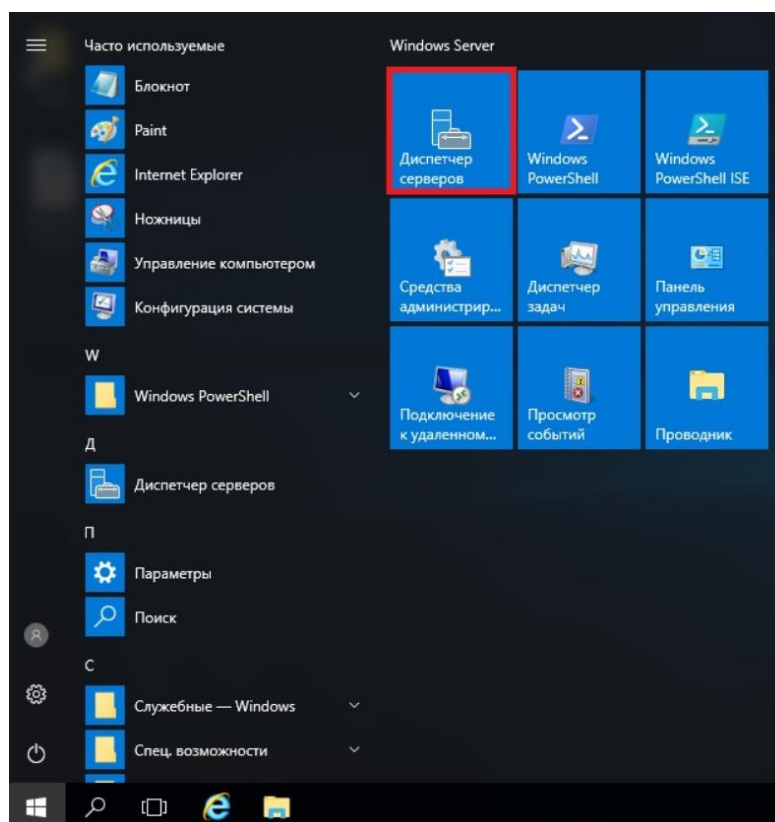 Часто используемые
Блокнот
Paint
Internet Explorer
Ножницы
Управление компьютером
Конфигурация системы
W
Windows PowerShell
Д
Диспетчер серверов
П
Параметры
Поиск
С
Служебные — Windows
Спец. возможности
Windows Server
Диспетчер
серверов
Windows
PowerShell
Windows
PowerShell ISE
Средства
администрир...
Диспетчер
задач
Панель
управления
Подключение
к удаленном...
Просмотр
событий
Проводник